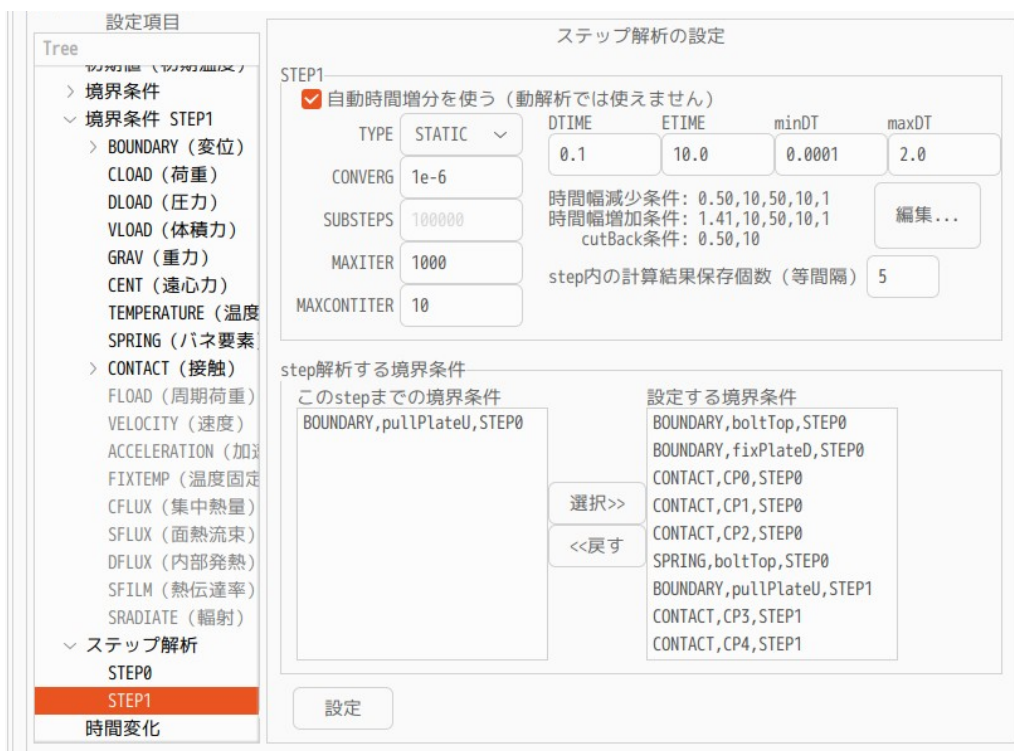 設定項目
Tree
初期値 (初期温度)
境界条件
境界条件 STEP1
BOUNDARY (変位)
CLOAD (荷重)
DLOAD (圧力)
VLOAD (体積力)
GRAV (重力)
CENT (遠心力)
TEMPERATURE (温度
SPRING (バネ要素)
CONTACT (接触)
FLOAD (周期荷重)
VELOCITY (速度)
ACCELERATION (加速
FIXTEMP (温度固定
CFLUX (集中熱量)
SFLUX (面熱流束)
DFLUX (内部発熱)
SFILM (熱伝達率)
SRADIATE (輻射)
ステップ解析
STEP0
STEP1
時間変化
ステップ解析の設定
STEP1
自動時間増分を使う (動解析では使えません)
TYPE STATIC
CONVERG 1e-6
SUBSTEPS 100000
MAXITER 1000
MAXCONTITER 10
DTIME ETIME minDT maxDT
0.1 10.0 0.0001 2.0
時間幅減少条件: 0.50,10,50,10,1
時間幅増加条件: 1.41,10,50,10,1
cutBack条件: 0.50,10
編集...
step内の計算結果保存個数 (等間隔) 5
step解析する境界条件
このstepまでの境界条件
BOUNDARY,pullPlateU,STEP0
選択>>
<<戻す
設定する境界条件
BOUNDARY,boltTop,STEP0
BOUNDARY,fixPlateD,STEP0
CONTACT,CP0,STEP0
CONTACT,CP1,STEP0
CONTACT,CP2,STEP0
SPRING,boltTop,STEP0
BOUNDARY,pullPlateU,STEP1
CONTACT,CP3,STEP1
CONTACT,CP4,STEP1
設定